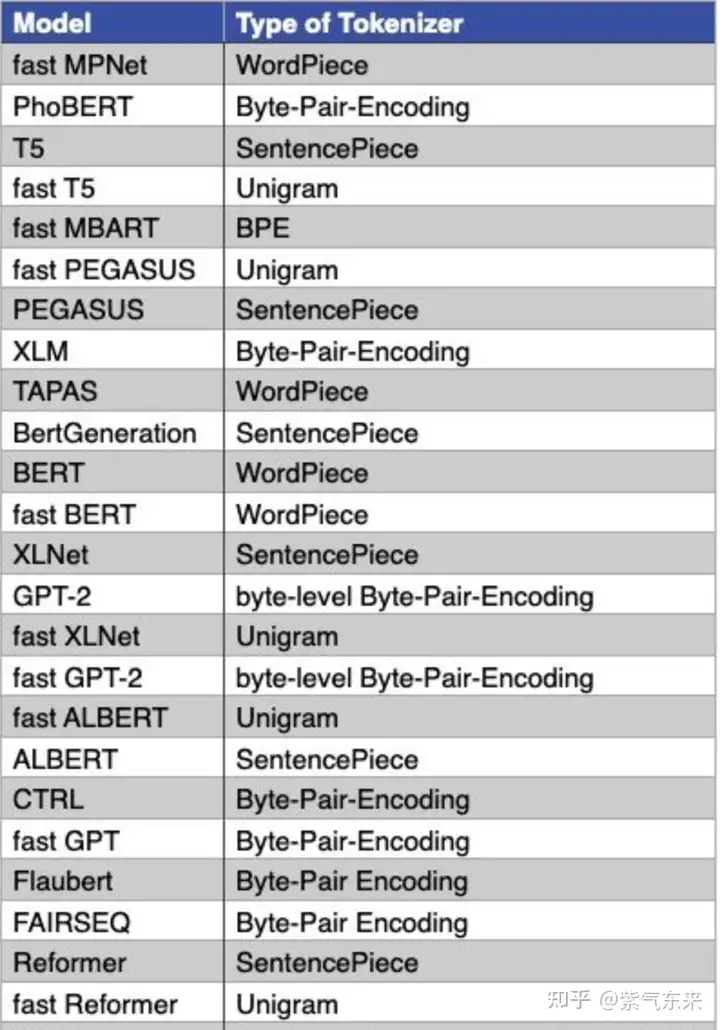 Model Type of Tokenizer
fast MPNet WordPiece
PhoBERT Byte-Pair-Encoding
T5 SentencePiece
fast T5 Unigram
fast MBART BPE
fast PEGASUS Unigram
PEGASUS SentencePiece
XLM Byte-Pair-Encoding
TAPAS WordPiece
BertGeneration SentencePiece
BERT WordPiece
fast BERT WordPiece
XLNet SentencePiece
GPT-2 byte-level Byte-Pair-Encoding
fast XLNet Unigram
fast GPT-2 byte-level Byte-Pair-Encoding
fast ALBERT Unigram
ALBERT SentencePiece
CTRL Byte-Pair-Encoding
fast GPT Byte-Pair-Encoding
Flaubert Byte-Pair Encoding
FAIRSEQ Byte-Pair Encoding
Reformer SentencePiece
fast Reformer Unigram
知乎 @紫气东来